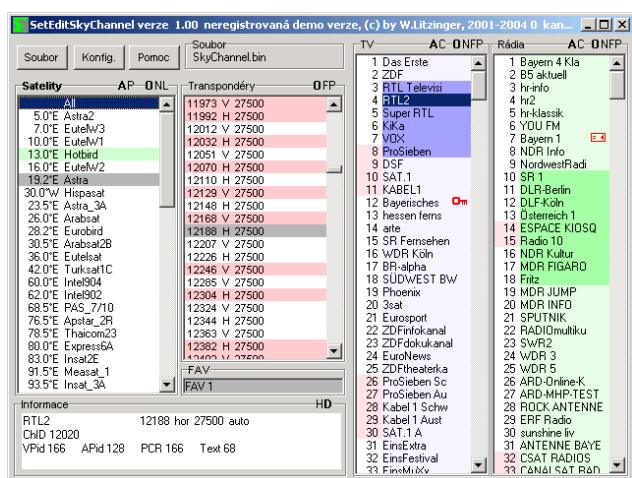 SetEditSkyChannel verze 1.00 neregistrovaná demo verze, (c) by W.Litzinger, 2001-2004 0 kan...
Soubor
Konfig.
Pomoc
Soubor
SkyChannel.bin
Satelity AP ONL
All
5.0°E Astra2
7.0°E EutelW3
10.0°E EutelW1
13.0°E Hotbird
16.0°E EutelW2
19.2°E Astra
30.0°W Hispasat
23.5°E Astra_3A
26.0°E Arabsat
28.2°E Eurobird
30.5°E Arabsat2B
36.0°E Eutelsat
42.0°E Turksat1C
60.0°E Intel904
62.0°E Intel902
68.5°E PAS_7/10
76.5°E Apstar_2R
78.5°E Thaicom23
80.0°E Express6A
83.0°E Insat2E
91.5°E Measat_1
93.5°E Insat_3A
Transpondéry OFP
11973 V 27500
11992 H 27500
12012 V 27500
12032 H 27500
12051 V 27500
12070 H 27500
12110 H 27500
12129 V 27500
12148 H 27500
12168 V 27500
12188 H 27500
12207 V 27500
12226 H 27500
12246 V 27500
12285 V 27500
12304 H 27500
12324 V 27500
12344 H 27500
12363 V 27500
12382 H 27500
12402 V 27500
FAV
FAV 1
Informace HD
RTL2 12188 hor 27500 auto
ChID 12020
VPid 166 APid 128 PCR 166 Text 68
TV AC ONFP
1 Das Erste
2 ZDF
3 RTL Televisi
4 RTL2
5 Super RTL
6 KiKa
7 VOX
8 ProSieben
9 DSF
10 SAT.1
11 KABEL1
12 Bayerisches
13 hessen ferns
14 arte
15 SR Fernsehen
16 WDR Köln
17 BR-alpha
18 SÜDWEST BW
19 Phoenix
20 3sat
21 Eurosport
22 ZDFinfokanal
23 ZDFdokukanal
24 EuroNews
25 ZDFtheaterka
26 ProSieben Sc
27 ProSieben Au
28 Kabel 1 Schw
29 Kabel 1 Aust
30 SAT.1 A
31 EinsExtra
32 EinsFestival
33 EinsMuXx
Rádia AC ONFP
1 Bayern 4 Kla
2 B5 aktuell
3 hr-info
4 hr2
5 hr-klassik
6 YOU FM
7 Bayern 1
8 NDR Info
9 NordwestRadi
10 SR 1
11 DLR-Berlin
12 DLF-Köln
13 Österreich 1
14 ESPACE KIOSQ
15 Radio 10
16 NDR Kultur
17 MDR FIGARO
18 Fritz
19 MDR JUMP
20 MDR INFO
21 SPUTNIK
22 RADIOmultiku
23 SWR2
24 WDR 3
25 WDR 5
26 ARD-Online-K
27 ARD-MHP-TEST
28 ROCK ANTENNE
29 ERF Radio
30 sunshine liv
31 ANTENNE BAYE
32 CSAT RADIOS
33 CANALSAT RAD